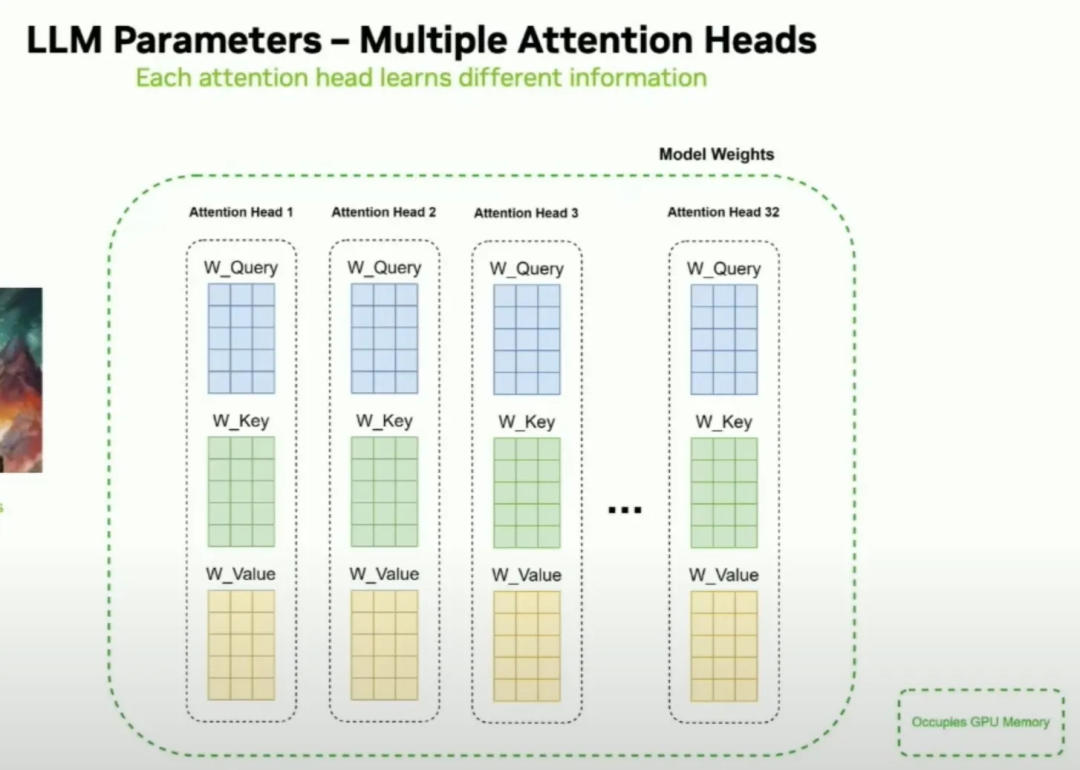 LLM Parameters – Multiple Attention Heads
Each attention head learns different information
Model Weights
Attention Head 1
Attention Head 2
Attention Head 3
Attention Head 32
W_Query
W_Query
W_Query
W_Query
W_Key
W_Key
W_Key
W_Key
...
W_Value
W_Value
W_Value
W_Value
Occupies GPU Memory